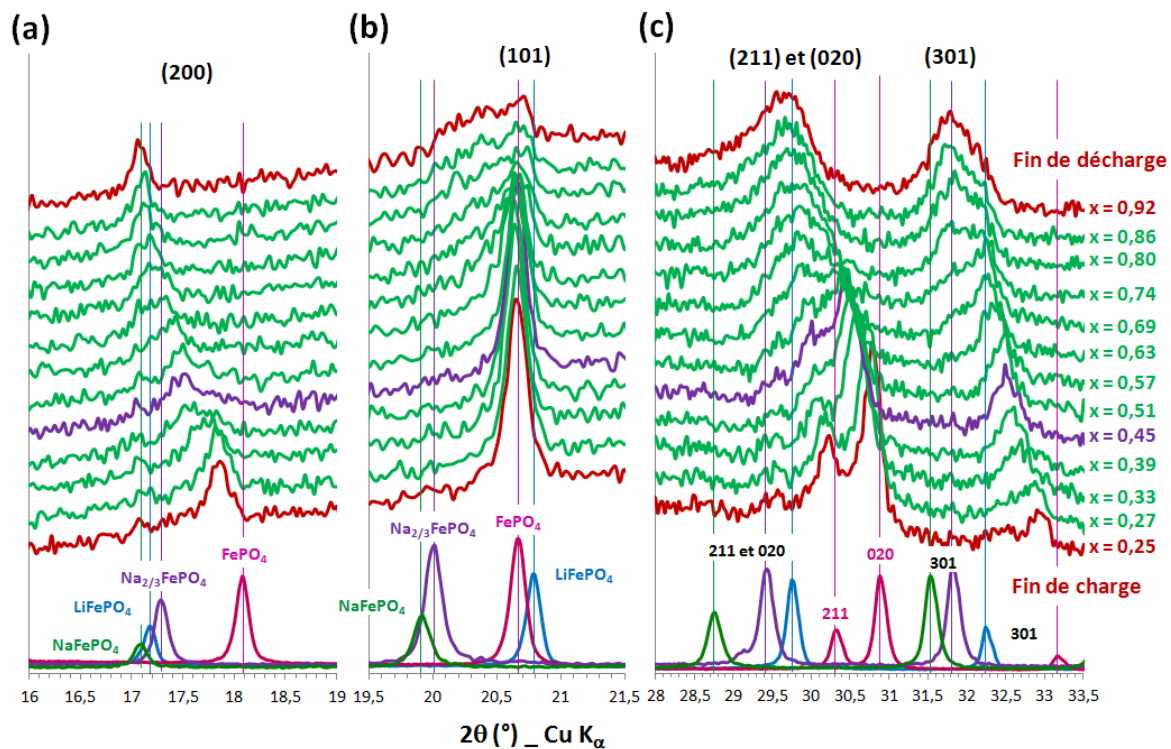 (a)
(200)
(b)
(101)
(c)
(211) et (020)
(301)
Fin de décharge
x = 0,92
x = 0,86
x = 0,80
x = 0,74
x = 0,69
x = 0,63
x = 0,57
x = 0,51
x = 0,45
x = 0,39
x = 0,33
x = 0,27
x = 0,25
Fin de charge
FePO4
Na2/3FePO4
LiFePO4
NaFePO4
Na2/3FePO4
FePO4
LiFePO4
NaFePO4
211 et 020
211
020
301
301
16 16,5 17 17,5 18 18,5 19
19,5 20 20,5 21 21,5
28 28,5 29 29,5 30 30,5 31 31,5 32 32,5 33 33,5
2θ (°) _ Cu Kα